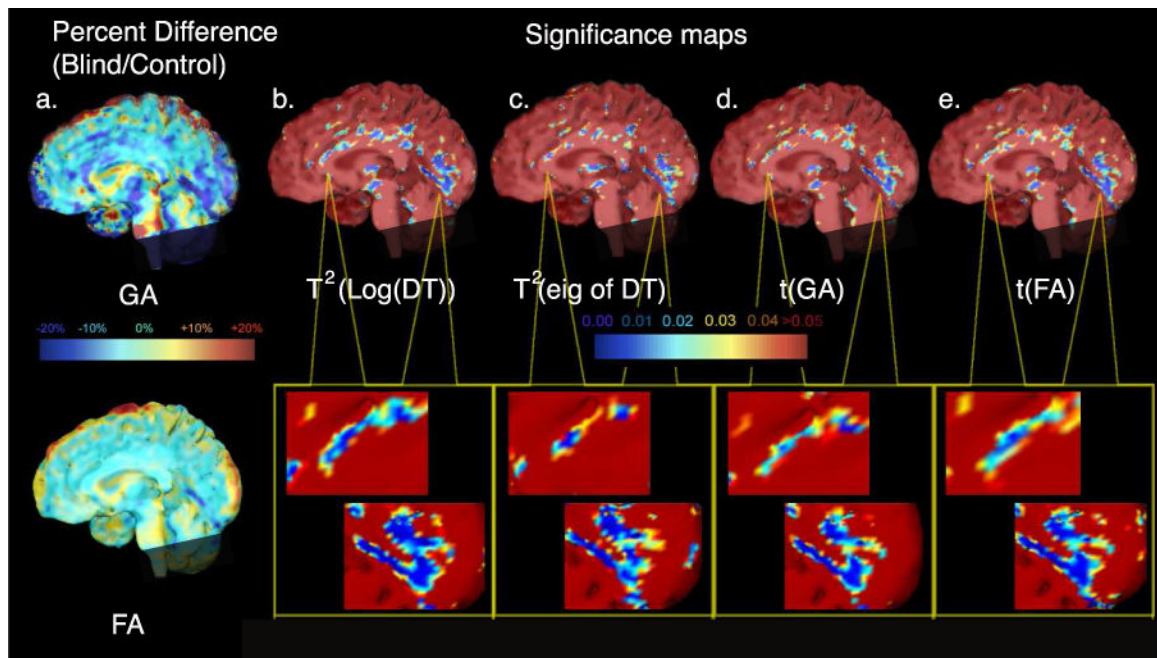 Percent Difference
(Blind/Control)
Significance maps
a.
b.
c.
d.
e.
GA
T² (Log(DT))
T²(eig of DT)
t(GA)
t(FA)
-20% -10% 0% +10% +20%
0.00 0.01 0.02 0.03 0.04 >0.05
FA